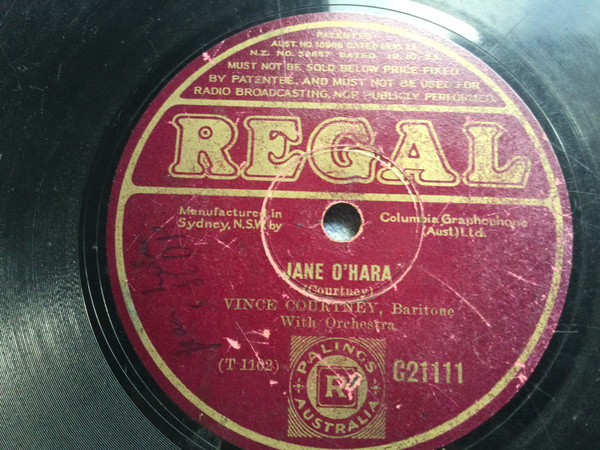 PATENTED
MUST NOT BE SOLD BELOW PRICE FIXED
BY PATENTEE, AND MUST NOT BE USED FOR
RADIO BROADCASTING, NOR PUBLICLY PERFORMED.
REGAL
Manufactured in
Sydney, N.S.W. by
Columbia Graphophone
(Aust) Ltd.
JANE O'HARA
(Courtney)
VINCE COURTNEY, Baritone
With Orchestra
(T 1102)
G21111
PALINGS
R
AUSTRALIA